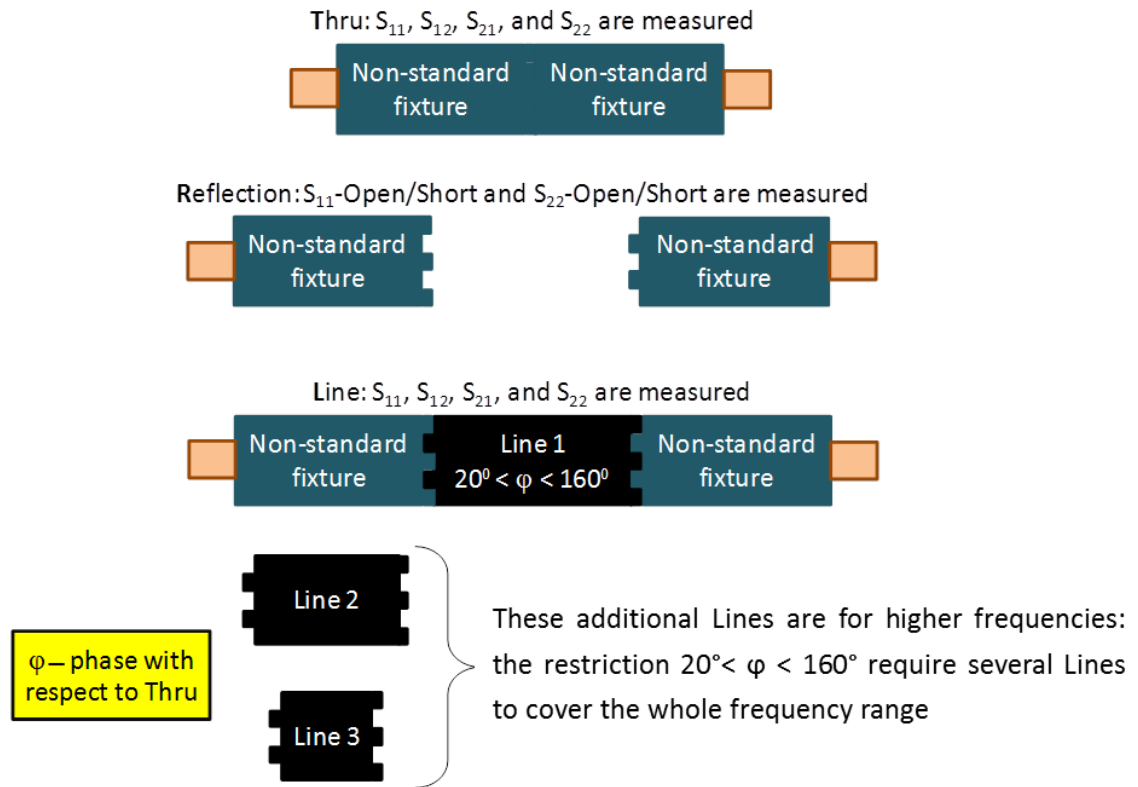 Thru: S₁₁, S₁₂, S₂₁, and S₂₂ are measured
Non-standard fixture
Non-standard fixture
Reflection: S₁₁-Open/Short and S₂₂-Open/Short are measured
Non-standard fixture
Non-standard fixture
Line: S₁₁, S₁₂, S₂₁, and S₂₂ are measured
Non-standard fixture
Line 1
20⁰ < φ < 160⁰
Non-standard fixture
Line 2
Line 3
φ – phase with
respect to Thru
These additional Lines are for higher frequencies:
the restriction 20°< φ < 160° require several Lines
to cover the whole frequency range